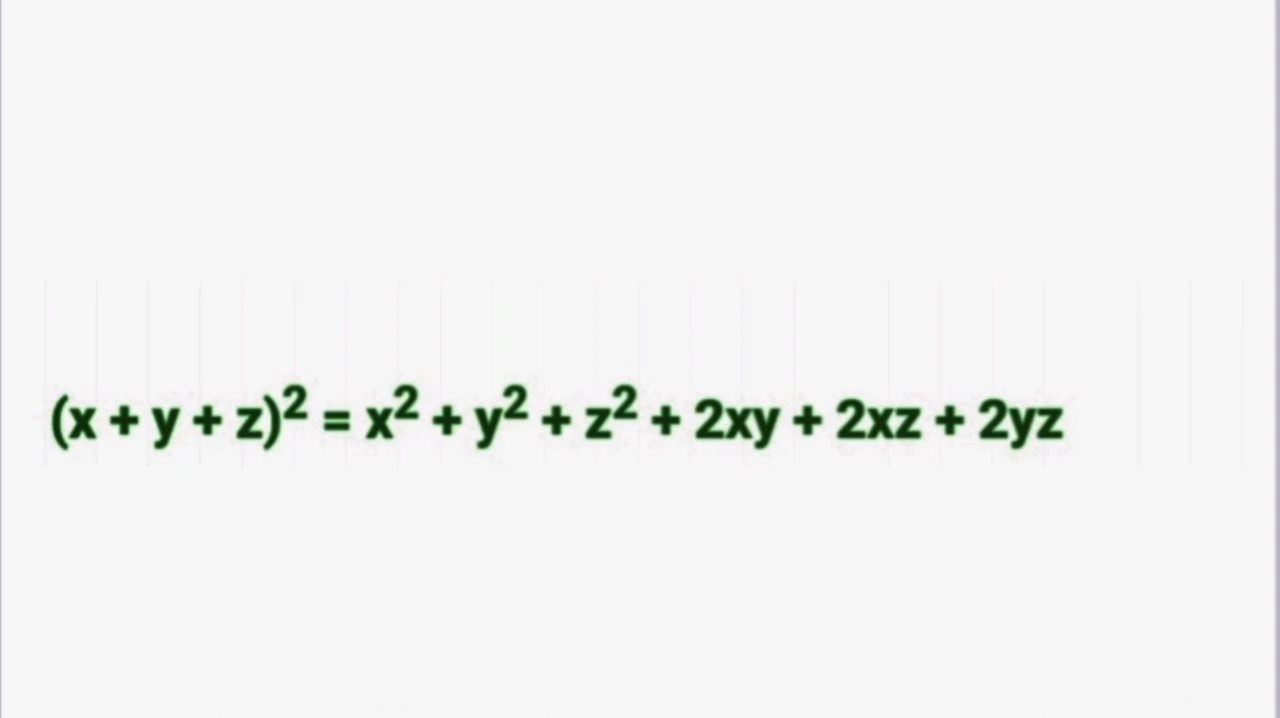 (x + y + z)² = x² + y² + z² + 2xy + 2xz + 2yz